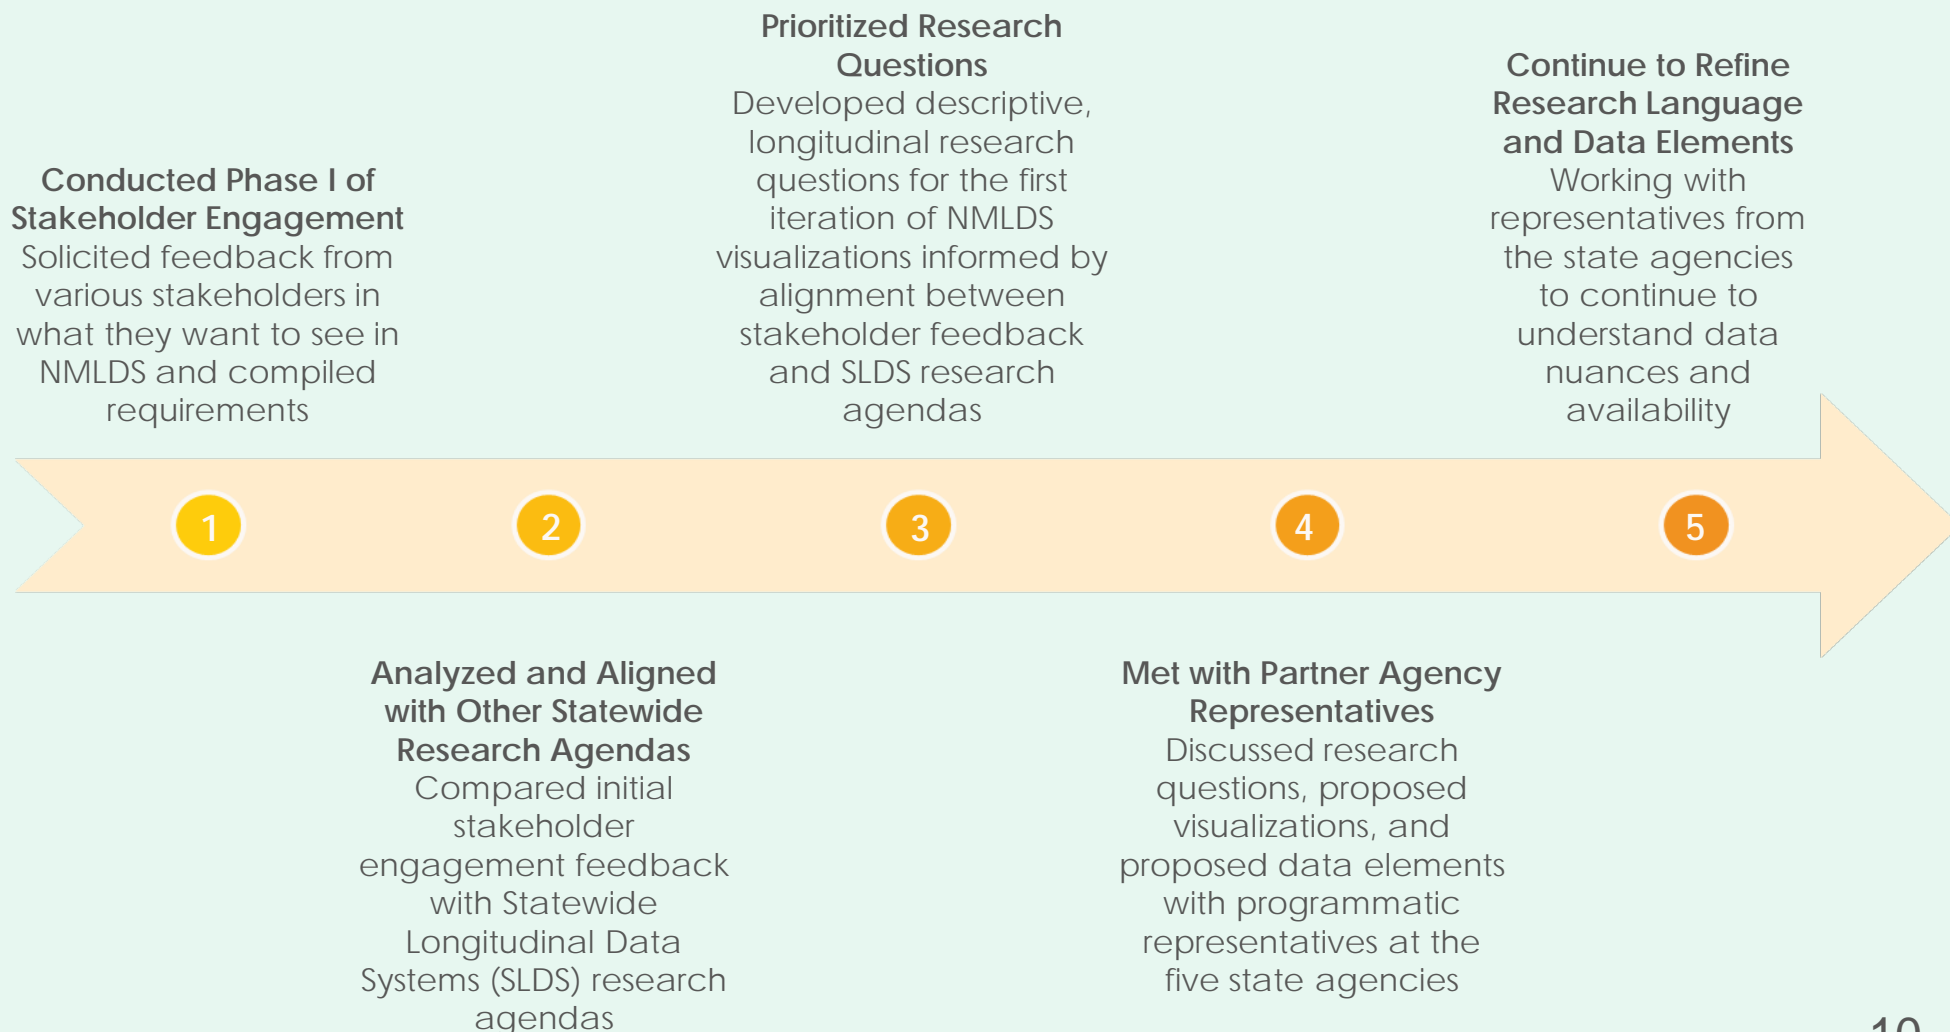 Conducted Phase I of
Stakeholder Engagement
Solicited feedback from
various stakeholders in
what they want to see in
NMLDS and compiled
requirements
Prioritized Research
Questions
Developed descriptive,
longitudinal research
questions for the first
iteration of NMLDS
visualizations informed by
alignment between
stakeholder feedback
and SLDS research
agendas
Continue to Refine
Research Language
and Data Elements
Working with
representatives from
the state agencies
to continue to
understand data
nuances and
availability
1
2
3
4
5
Analyzed and Aligned
with Other Statewide
Research Agendas
Compared initial
stakeholder
engagement feedback
with Statewide
Longitudinal Data
Systems (SLDS) research
agendas
Met with Partner Agency
Representatives
Discussed research
questions, proposed
visualizations, and
proposed data elements
with programmatic
representatives at the
five state agencies
10